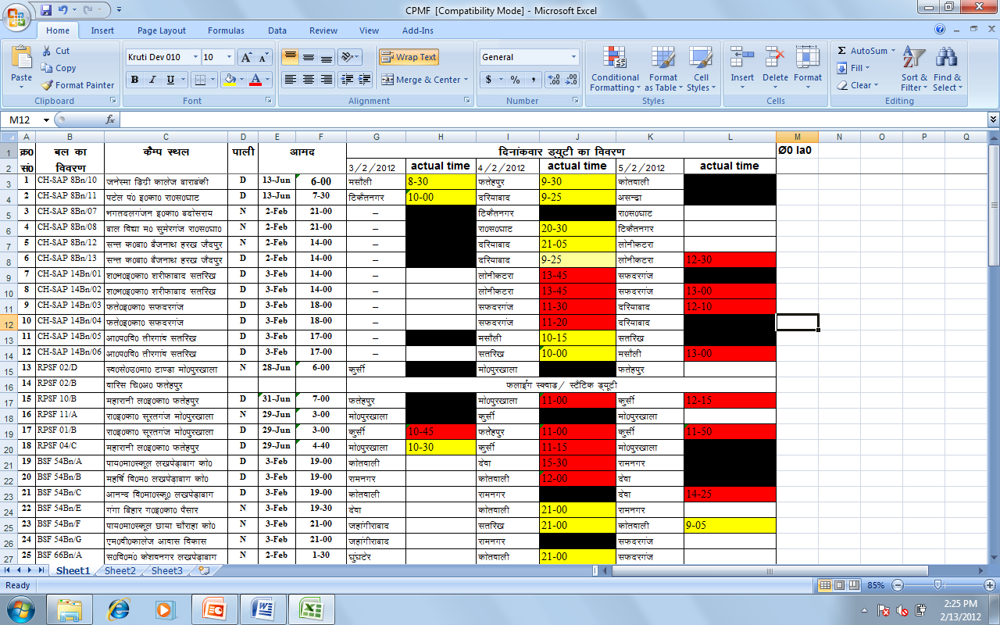 CPMF [Compatibility Mode] - Microsoft Excel
Home Insert Page Layout Formulas Data Review View Add-Ins
Paste Cut Copy Format Painter Clipboard
Kruti Dev 010 10 A A B I U A Font
Wrap Text Merge & Center Alignment
General $ % , Number
Conditional Formatting Format as Table Cell Styles Styles
Insert Delete Format Cells
Σ AutoSum Fill Clear Sort & Filter Find & Select Editing
M12 fx
A B C D E F G H I J K L M N O P Q
1 क्र0 बल का कैम्प स्थल पाली आमद दिनांकवार ड्युटी का विवरण Ø0 la0
2 सं0 विवरण 3/2/2012 actual time 4/2/2012 actual time 5/2/2012 actual time
3 1 CH-SAP 8Bn/10 जनेस्मा डिग्री कालेज बाराबंकी D 13-Jun 6-00 मसौली 8-30 फतेहपुर 9-30 कोतवाली
4 2 CH-SAP 8Bn/11 पटेल पं0 इ0का0 रा0स0घाट D 13-Jun 7-30 टिकैतनगर 10-00 दरियाबाद 9-25 असन्द्रा
5 3 CH-SAP 8Bn/07 भगतदलगंजन इ0का0 बदोसराय N 2-Feb 21-00 – टिकैतनगर रा0स0घाट
6 4 CH-SAP 8Bn/08 बाल विद्या म0 सुमेरगंज रा0स0घा0 N 2-Feb 21-00 – रा0स0घाट 20-30 टिकैतनगर
7 5 CH-SAP 8Bn/12 सन्त क0बा0 बैजनाथ हरख जैदपुर N 2-Feb 14-00 – दरियाबाद 21-05 लोनीकटरा
8 6 CH-SAP 8Bn/13 सन्त क0बा0 बैजनाथ हरख जैदपुर D 2-Feb 14-00 – दरियाबाद 9-25 लोनीकटरा 12-30
9 7 CH-SAP 14Bn/01 श0भ0इ0का0 शरीफाबाद सतरिख D 3-Feb 14-00 – लोनीकटरा 13-45 सफदरगंज
10 8 CH-SAP 14Bn/02 श0भ0इ0का0 शरीफाबाद सतरिख D 3-Feb 14-00 – लोनीकटरा 13-45 सफदरगंज 13-00
11 9 CH-SAP 14Bn/03 फते0इ0का0 सफदरगंज D 3-Feb 18-00 – सफदरगंज 11-30 दरियाबाद 12-10
12 10 CH-SAP 14Bn/04 फते0इ0का0 सफदरगंज D 3-Feb 18-00 – सफदरगंज 11-20 दरियाबाद
13 11 CH-SAP 14Bn/05 आ0प0वि0 तीरगांव सतरिख D 3-Feb 17-00 – मसौली 10-15 सतरिख
14 12 CH-SAP 14Bn/06 आ0प0वि0 तीरगांव सतरिख D 3-Feb 17-00 – सतरिख 10-00 मसौली 13-00
15 13 RPSF 02/D स्व0से0उ0मा0 टाण्डा मो0पुरखाला N 28-Jun 6-00 कुर्सी मो0पुरखाला फतेहपुर
16 14 RPSF 02/B वारिस चि0अ0 फतेहपुर फलाईंग स्क्वाड/ स्टैटिक ड्युटी
17 15 RPSF 10/B महारानी ल0इ0का0 फतेहपुर D 31-Jun 7-00 फतेहपुर मो0पुरखाला 11-00 कुर्सी 12-15
18 16 RPSF 11/A रा0इ0का0 सूरतगंज मो0पुरखाला N 29-Jun 3-00 मो0पुरखाला कुर्सी मो0पुरखाला
19 17 RPSF 01/B रा0इ0का0 सूरतगंज मो0पुरखाला D 29-Jun 3-00 कुर्सी 10-45 फतेहपुर 11-00 कुर्सी 11-50
20 18 RPSF 04/C महारानी ल0इ0का0 फतेहपुर D 29-Jun 4-40 मो0पुरखाला 10-30 कुर्सी 11-15 मो0पुरखाला
21 19 BSF 54Bn/A पाय0मा0स्कूल लखपेड़ाबाग को0 D 3-Feb 19-00 कोतवाली देवा 15-30 रामनगर
22 20 BSF 54Bn/B महर्षि वि0म0 लखपेड़ाबाग को0 D 3-Feb 19-00 रामनगर कोतवाली 12-00 देवा
23 21 BSF 54Bn/C आनन्द वि0मा0स्कू0 लखपेड़ाबाग D 3-Feb 19-00 कोतवाली रामनगर देवा 14-25
24 22 BSF 54Bn/E गंगा बिहार ग0इ0का0 पैसार N 3-Feb 19-30 देवा कोतवाली 21-00 रामनगर
25 23 BSF 54Bn/F पाय0मा0स्कूल छाया चौराहा को0 N 3-Feb 21-00 जहांगीराबाद सतरिख 21-00 कोतवाली 9-05
26 24 BSF 54Bn/G एम0वी0कालेज आवास विकास N 3-Feb 21-00 जहांगीराबाद रामनगर सफदरगंज
27 25 BSF 66Bn/A स0वि0मं0 केशवनगर लखपेड़ाबाग N 2-Feb 1-30 घुंघटेर कोतवाली 21-00 सफदरगंज
Sheet1 Sheet2 Sheet3
Ready 85%
2:25 PM
2/13/2012